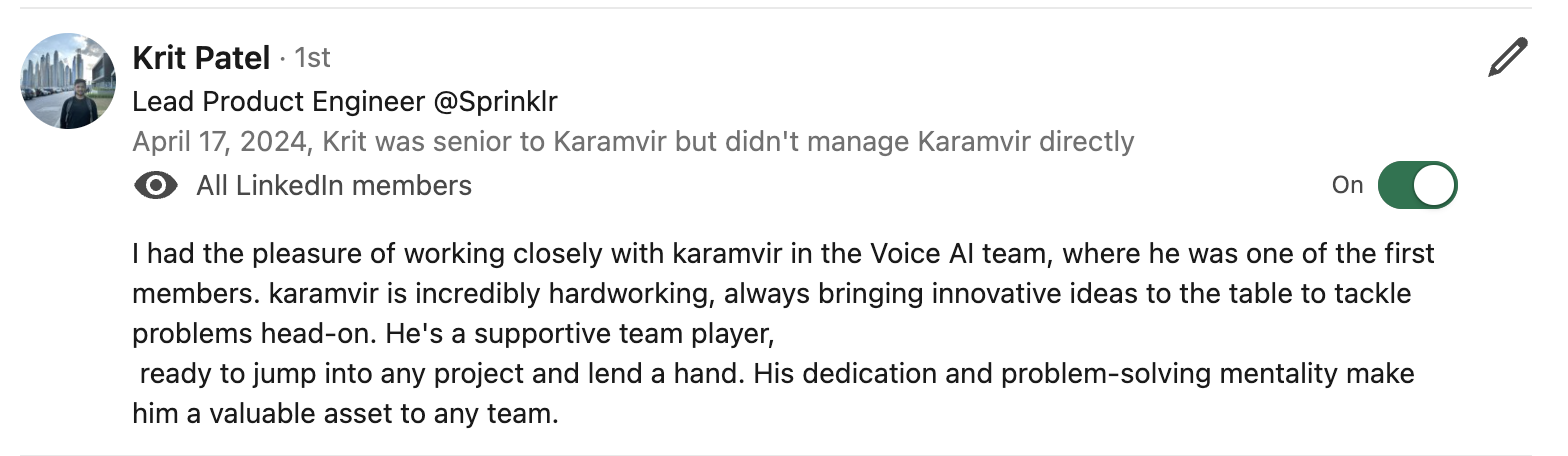 Krit Patel · 1st
Lead Product Engineer @Sprinklr
April 17, 2024, Krit was senior to Karamvir but didn't manage Karamvir directly
All LinkedIn members
On
I had the pleasure of working closely with karamvir in the Voice AI team, where he was one of the first
members. karamvir is incredibly hardworking, always bringing innovative ideas to the table to tackle
problems head-on. He's a supportive team player,
ready to jump into any project and lend a hand. His dedication and problem-solving mentality make
him a valuable asset to any team.